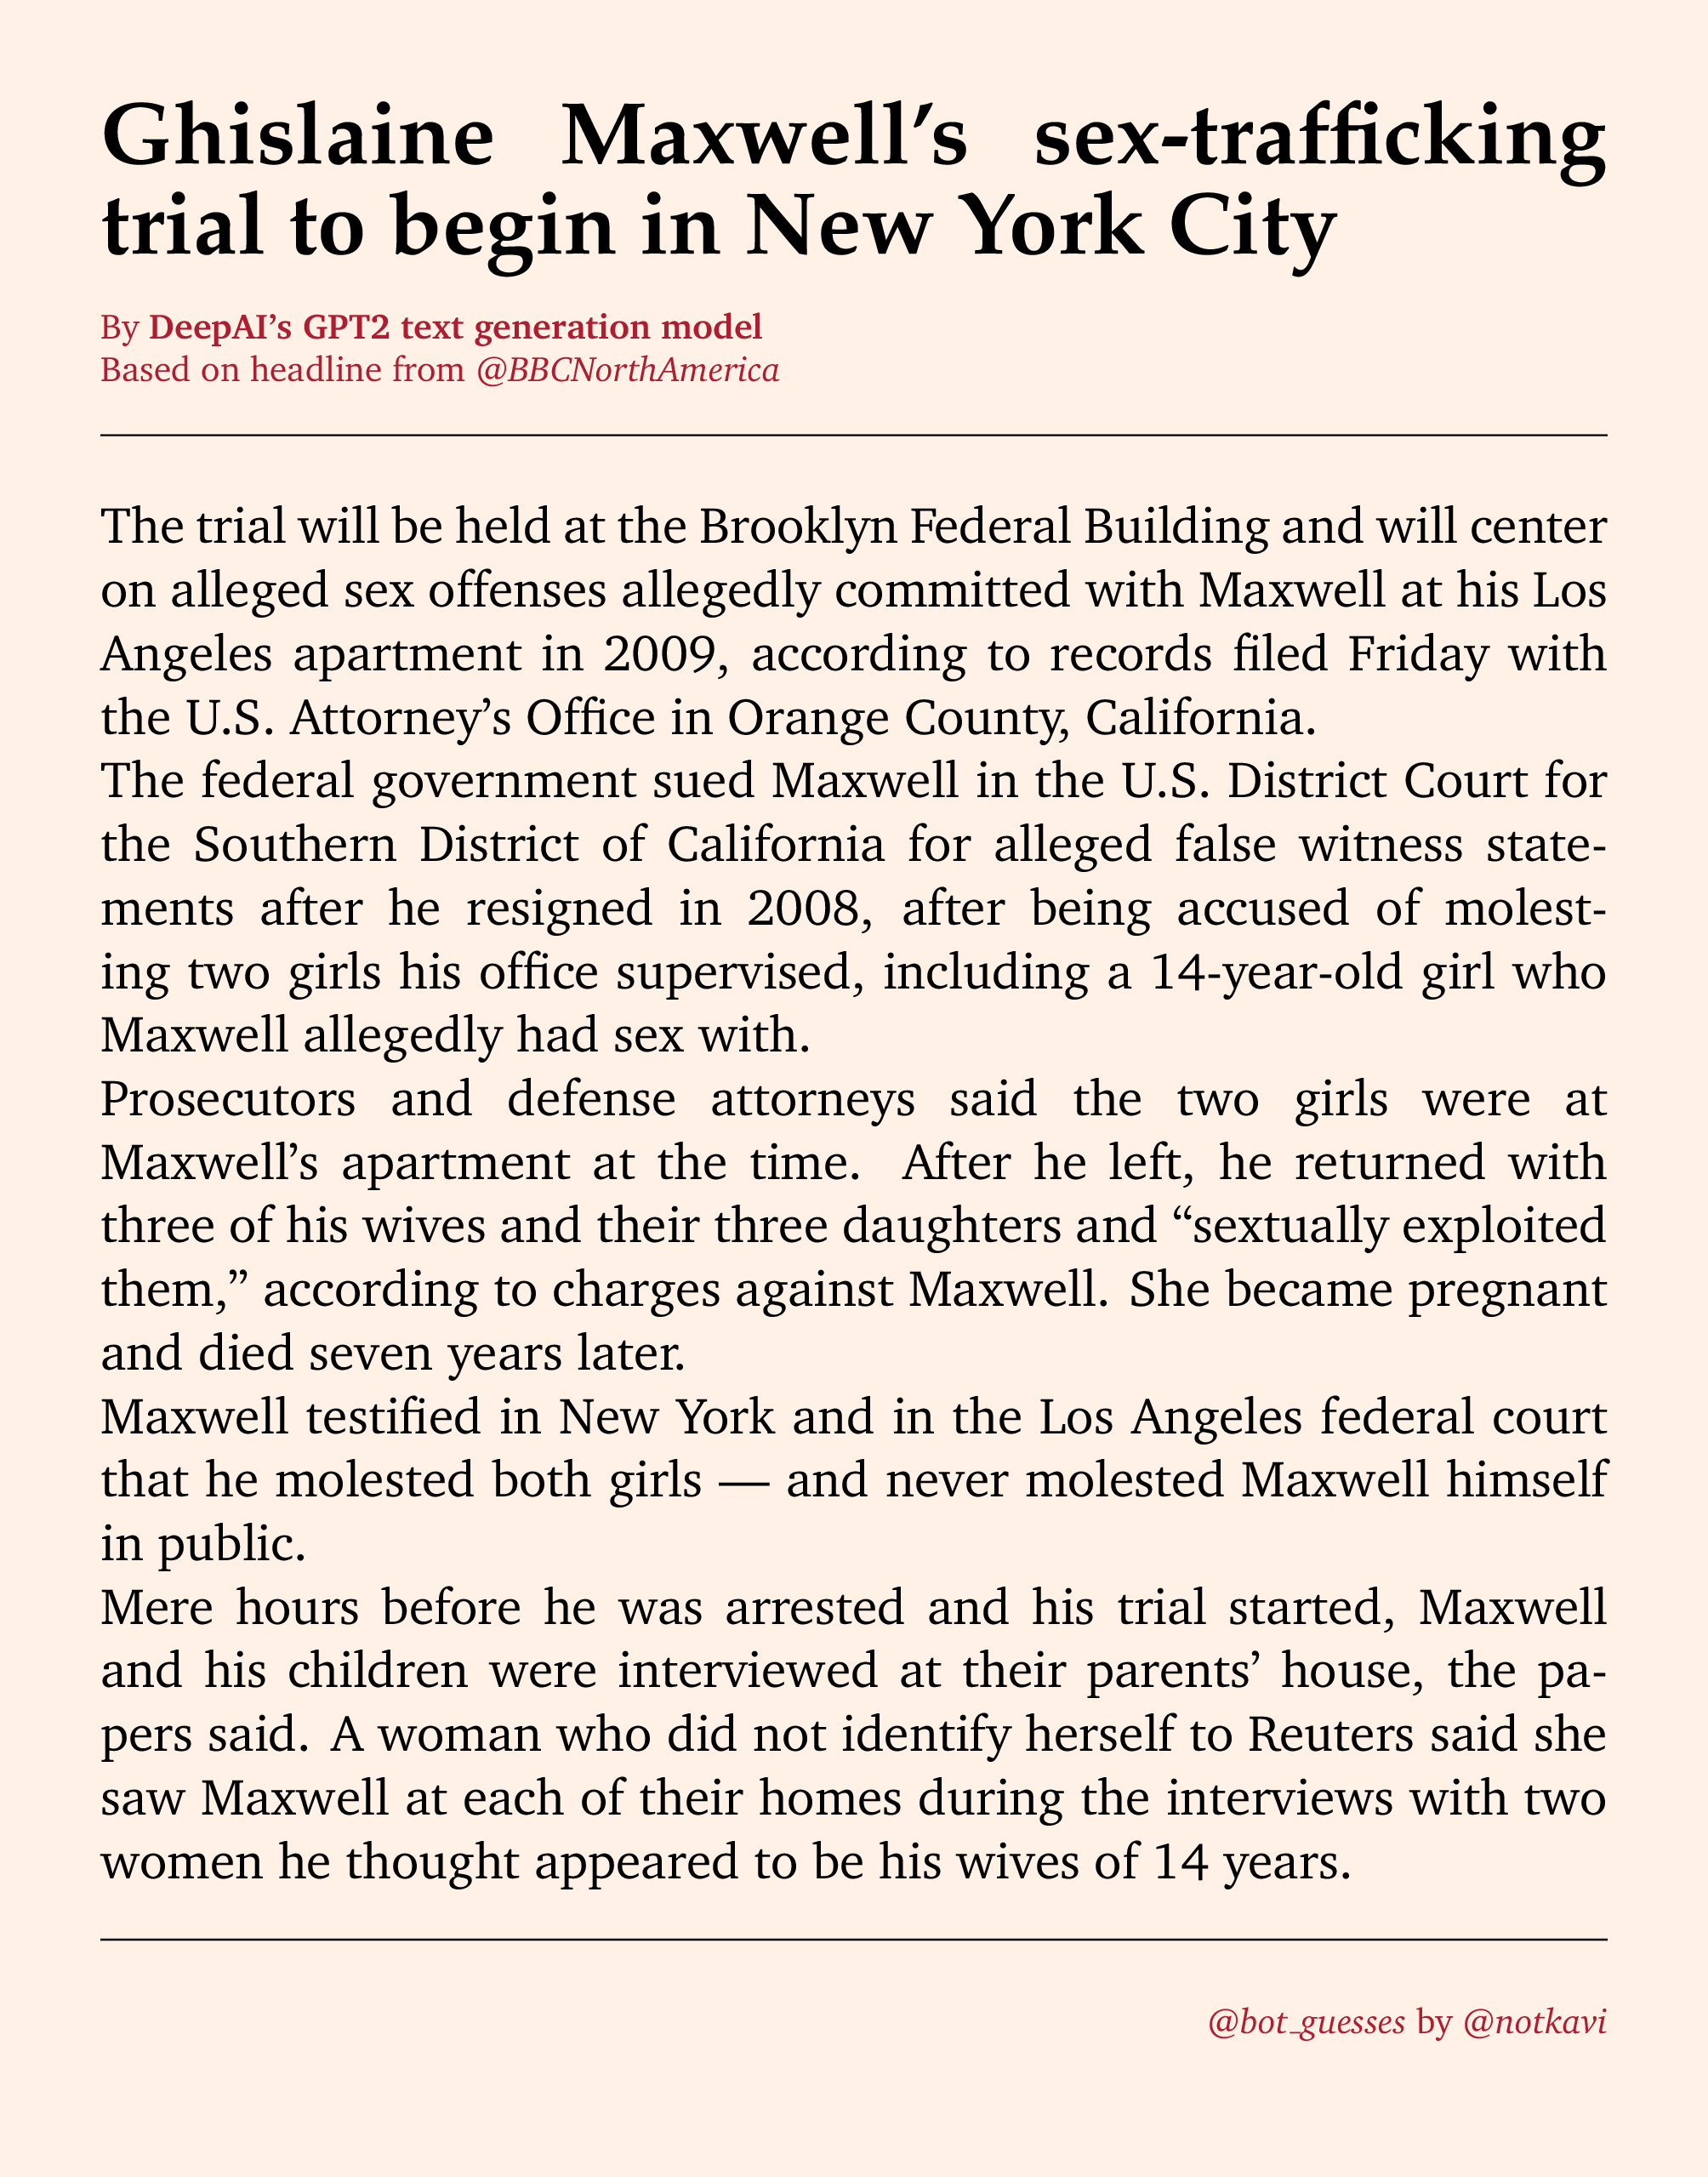 Ghislaine Maxwell’s sex-trafficking
trial to begin in New York City
By DeepAI’s GPT2 text generation model
Based on headline from @BBCNorthAmerica
The trial will be held at the Brooklyn Federal Building and will center
on alleged sex offenses allegedly committed with Maxwell at his Los
Angeles apartment in 2009, according to records filed Friday with
the U.S. Attorney’s Office in Orange County, California.
The federal government sued Maxwell in the U.S. District Court for
the Southern District of California for alleged false witness state-
ments after he resigned in 2008, after being accused of molest-
ing two girls his office supervised, including a 14-year-old girl who
Maxwell allegedly had sex with.
Prosecutors and defense attorneys said the two girls were at
Maxwell’s apartment at the time. After he left, he returned with
three of his wives and their three daughters and “sextually exploited
them,” according to charges against Maxwell. She became pregnant
and died seven years later.
Maxwell testified in New York and in the Los Angeles federal court
that he molested both girls — and never molested Maxwell himself
in public.
Mere hours before he was arrested and his trial started, Maxwell
and his children were interviewed at their parents’ house, the pa-
pers said. A woman who did not identify herself to Reuters said she
saw Maxwell at each of their homes during the interviews with two
women he thought appeared to be his wives of 14 years.
@bot_guesses by @notkavi